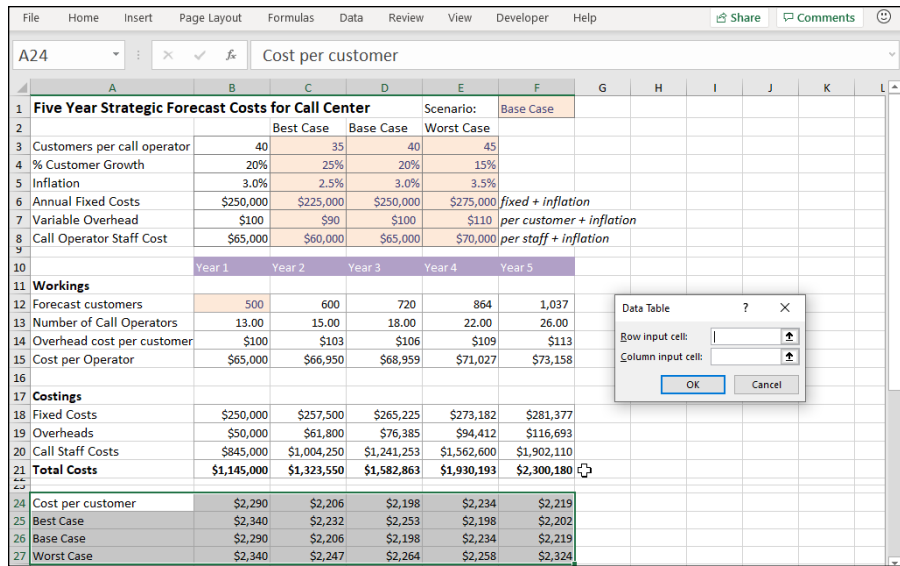 File Home Insert Page Layout Formulas Data Review View Developer Help Share Comments
A24 fx Cost per customer
A B C D E F G H I J K L
1 Five Year Strategic Forecast Costs for Call Center Scenario: Base Case
2 Best Case Base Case Worst Case
3 Customers per call operator 40 35 40 45
4 % Customer Growth 20% 25% 20% 15%
5 Inflation 3.0% 2.5% 3.0% 3.5%
6 Annual Fixed Costs $250,000 $225,000 $250,000 $275,000 fixed + inflation
7 Variable Overhead $100 $90 $100 $110 per customer + inflation
8 Call Operator Staff Cost $65,000 $60,000 $65,000 $70,000 per staff + inflation
9
10 Year 1 Year 2 Year 3 Year 4 Year 5
11 Workings
12 Forecast customers 500 600 720 864 1,037
13 Number of Call Operators 13.00 15.00 18.00 22.00 26.00
14 Overhead cost per customer $100 $103 $106 $109 $113
15 Cost per Operator $65,000 $66,950 $68,959 $71,027 $73,158
16
17 Costings
18 Fixed Costs $250,000 $257,500 $265,225 $273,182 $281,377
19 Overheads $50,000 $61,800 $76,385 $94,412 $116,693
20 Call Staff Costs $845,000 $1,004,250 $1,241,253 $1,562,600 $1,902,110
21 Total Costs $1,145,000 $1,323,550 $1,582,863 $1,930,193 $2,300,180
24 Cost per customer $2,290 $2,206 $2,198 $2,234 $2,219
25 Best Case $2,340 $2,232 $2,253 $2,198 $2,202
26 Base Case $2,290 $2,206 $2,198 $2,234 $2,219
27 Worst Case $2,340 $2,247 $2,264 $2,258 $2,324
Data Table ? X
Row input cell:
Column input cell:
OK Cancel